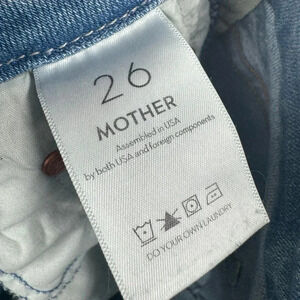 26
MOTHER
Assembled in USA
by both USA and foreign components
DO YOUR OWN LAUNDRY